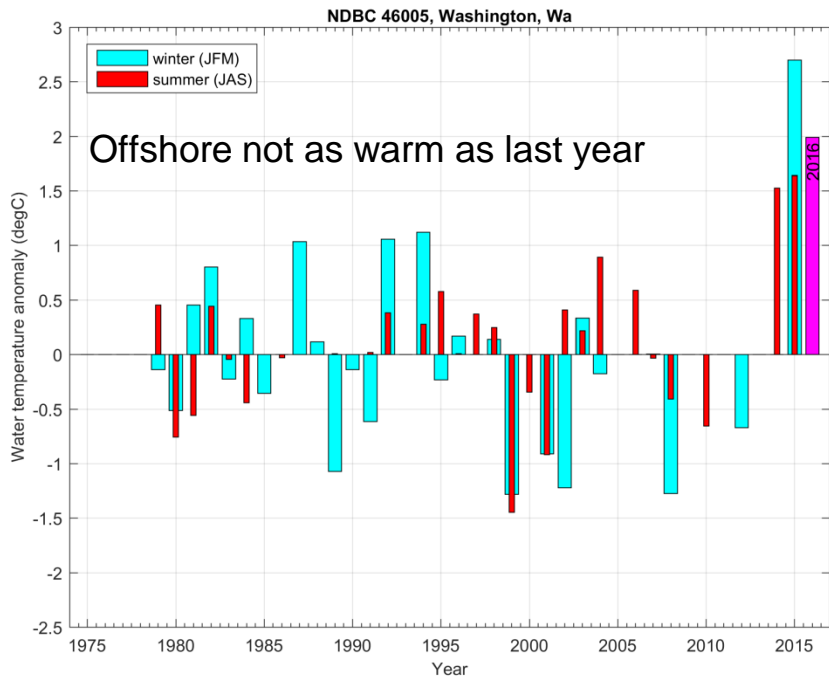 NDBC 46005, Washington, Wa
3
winter (JFM)
summer (JAS)
2.5
Offshore not as warm as last year
2
2016
1.5
1
0.5
0
-0.5
-1
-1.5
-2
-2.5
Water temperature anomaly (degC)
1975 1980 1985 1990 1995 2000 2005 2010 2015
Year